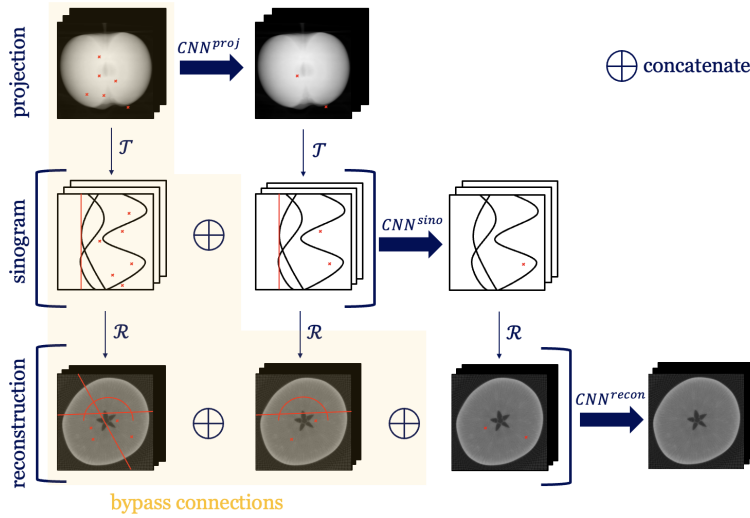 projection
CNN^{proj}
concatenate
𝒯
𝒯
sinogram
CNN^{sino}
ℛ
ℛ
ℛ
reconstruction
CNN^{recon}
bypass connections